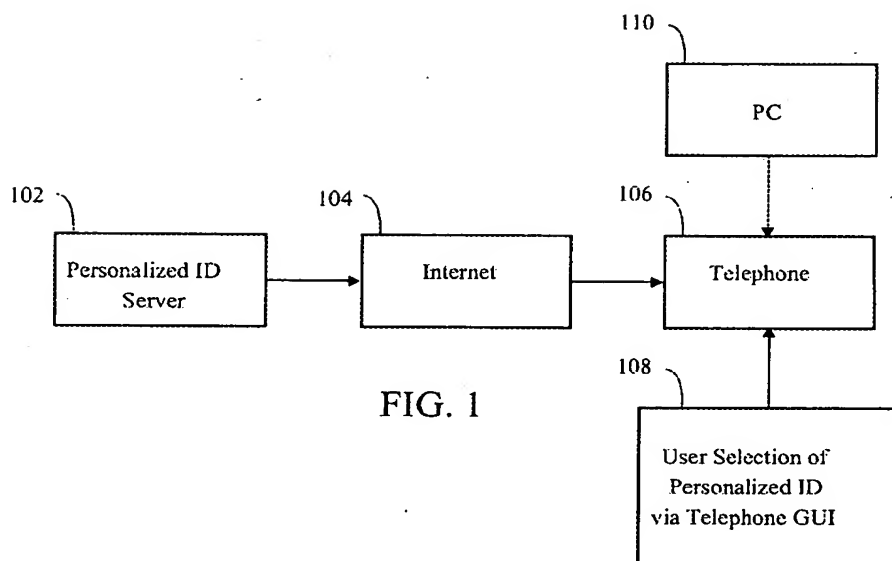 110
PC
102
104
106
Personalized ID
Server
Internet
Telephone
FIG. 1
108
User Selection of
Personalized ID
via Telephone GUI